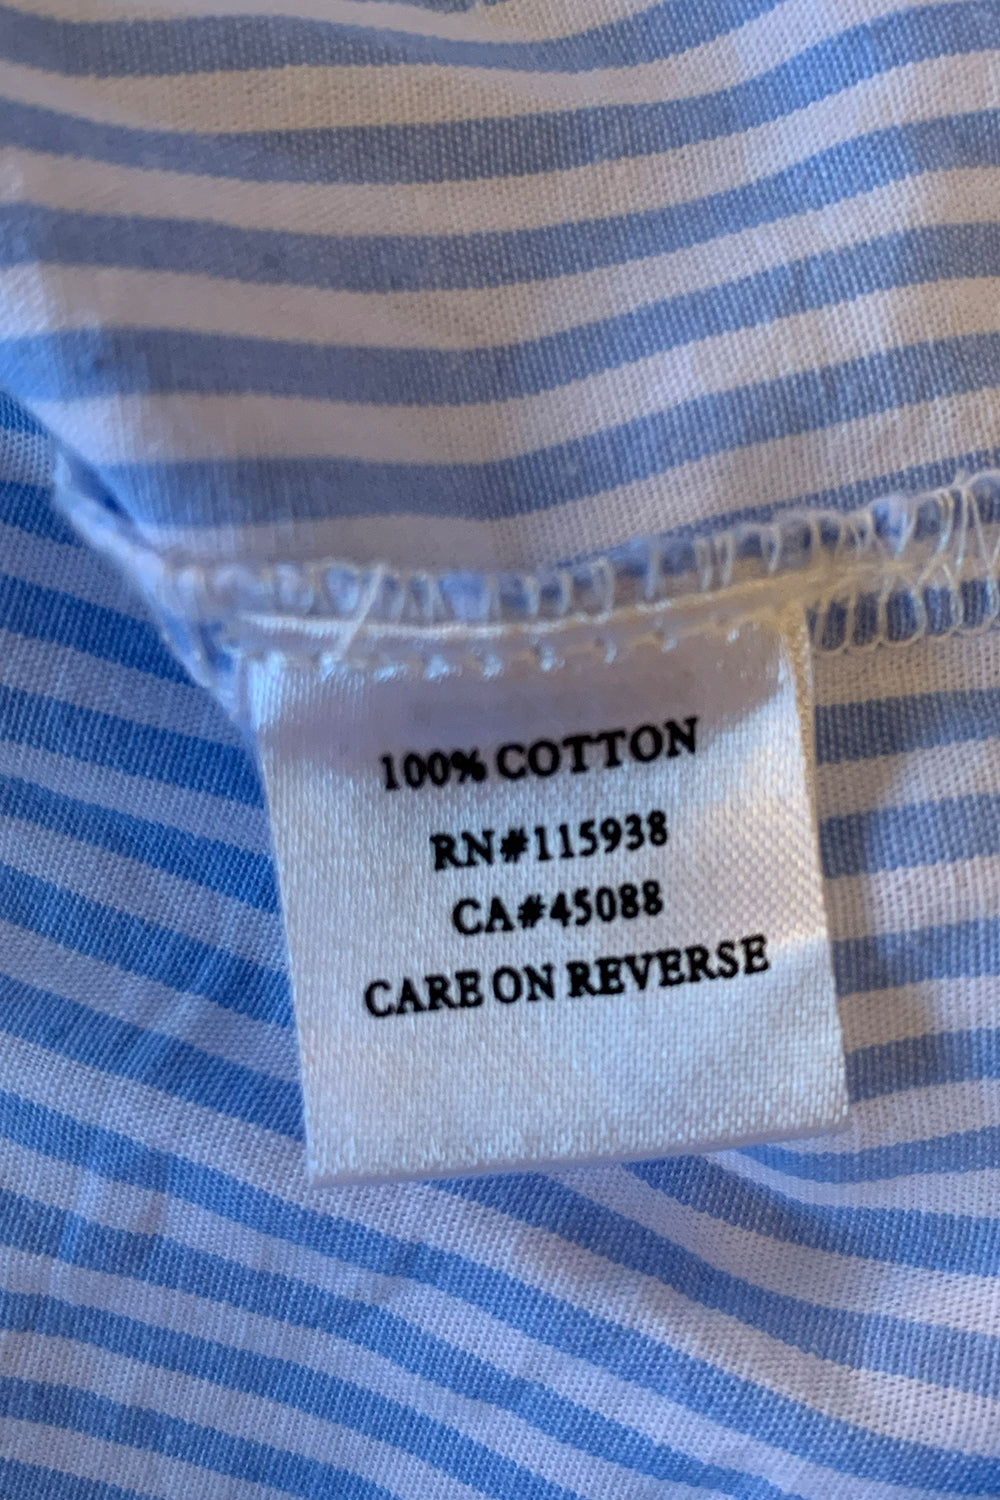 100% COTTON
RN#115938
CA#45088
CARE ON REVERSE